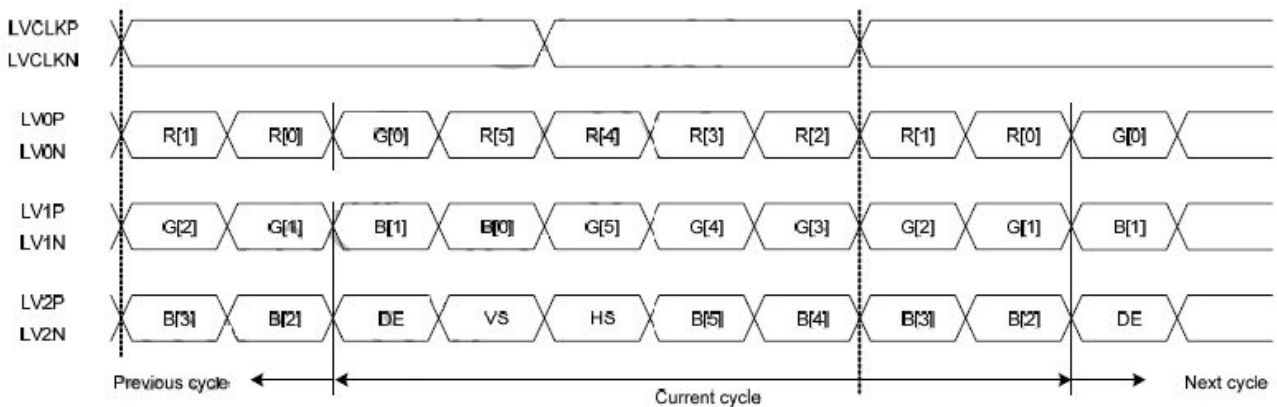 LVCLKP
LVCLKN
LV0P
LV0N
R[1] R[0] G[0] R[5] R[4] R[3] R[2] R[1] R[0] G[0]
LV1P
LV1N
G[2] G[1] B[1] B[0] G[5] G[4] G[3] G[2] G[1] B[1]
LV2P
LV2N
B[3] B[2] DE VS HS B[5] B[4] B[3] B[2] DE
Previous cycle Current cycle Next cycle